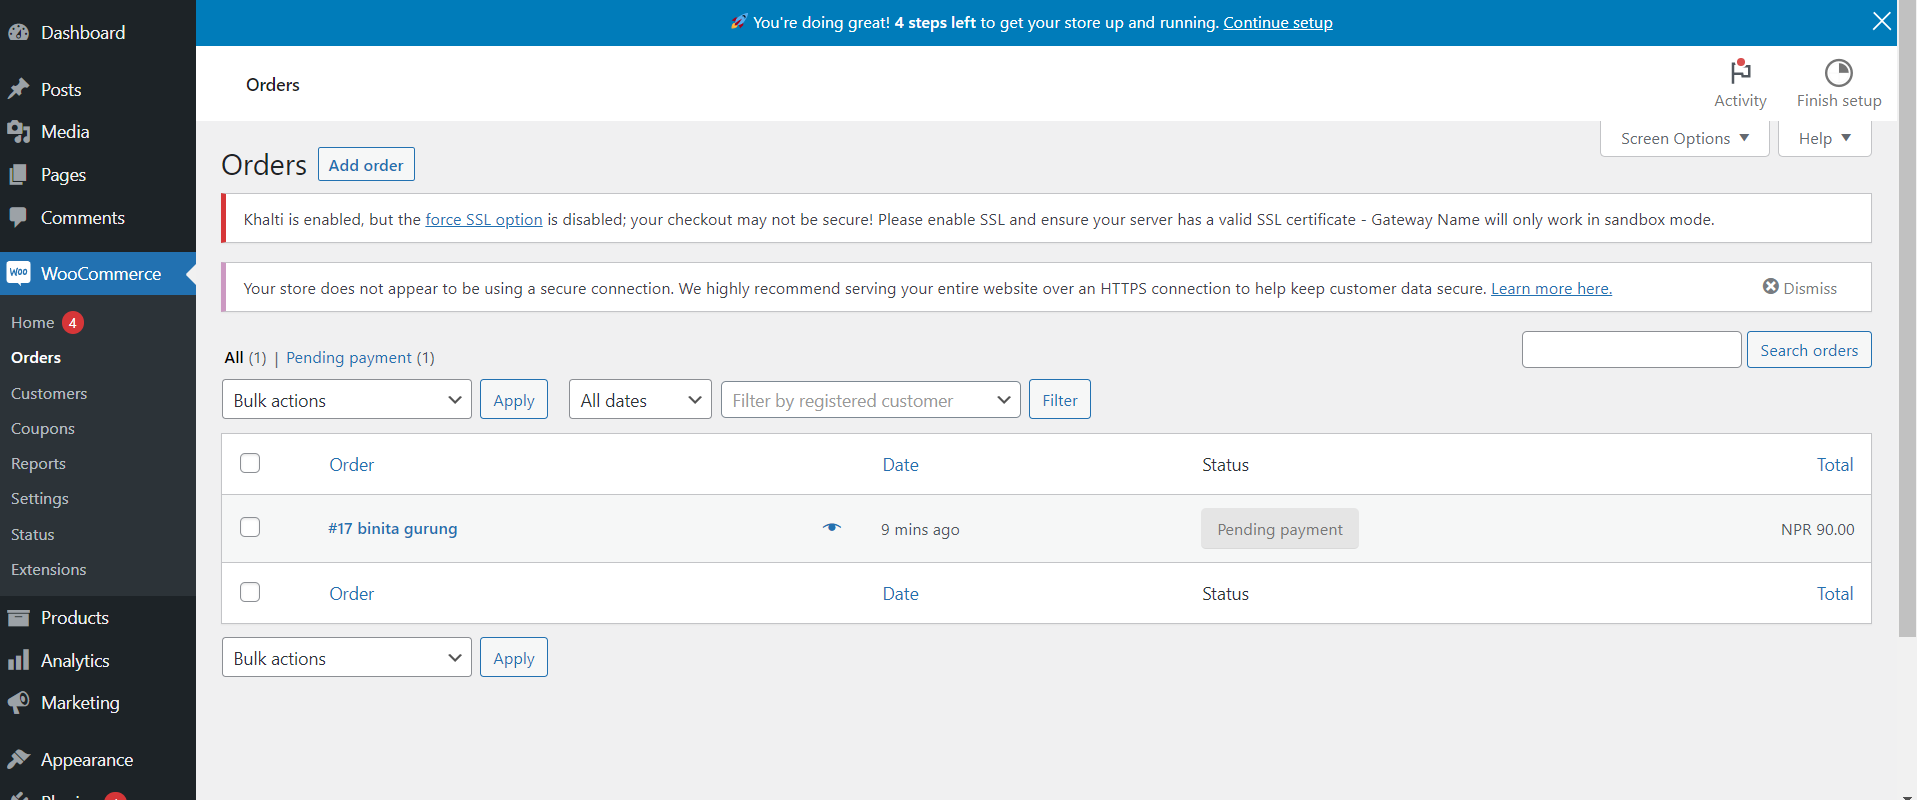 🚀 You're doing great! 4 steps left to get your store up and running. Continue setup
Dashboard
Posts
Media
Pages
Comments
WooCommerce
Home 4
Orders
Customers
Coupons
Reports
Settings
Status
Extensions
Products
Analytics
Marketing
Appearance
Orders
Activity
Finish setup
Screen Options ▼
Help ▼
Orders Add order
Khalti is enabled, but the force SSL option is disabled; your checkout may not be secure! Please enable SSL and ensure your server has a valid SSL certificate - Gateway Name will only work in sandbox mode.
Your store does not appear to be using a secure connection. We highly recommend serving your entire website over an HTTPS connection to help keep customer data secure. Learn more here. Dismiss
All (1) | Pending payment (1)
Search orders
Bulk actions Apply All dates Filter by registered customer Filter
Order Date Status Total
#17 binita gurung 9 mins ago Pending payment NPR 90.00
Order Date Status Total
Bulk actions Apply